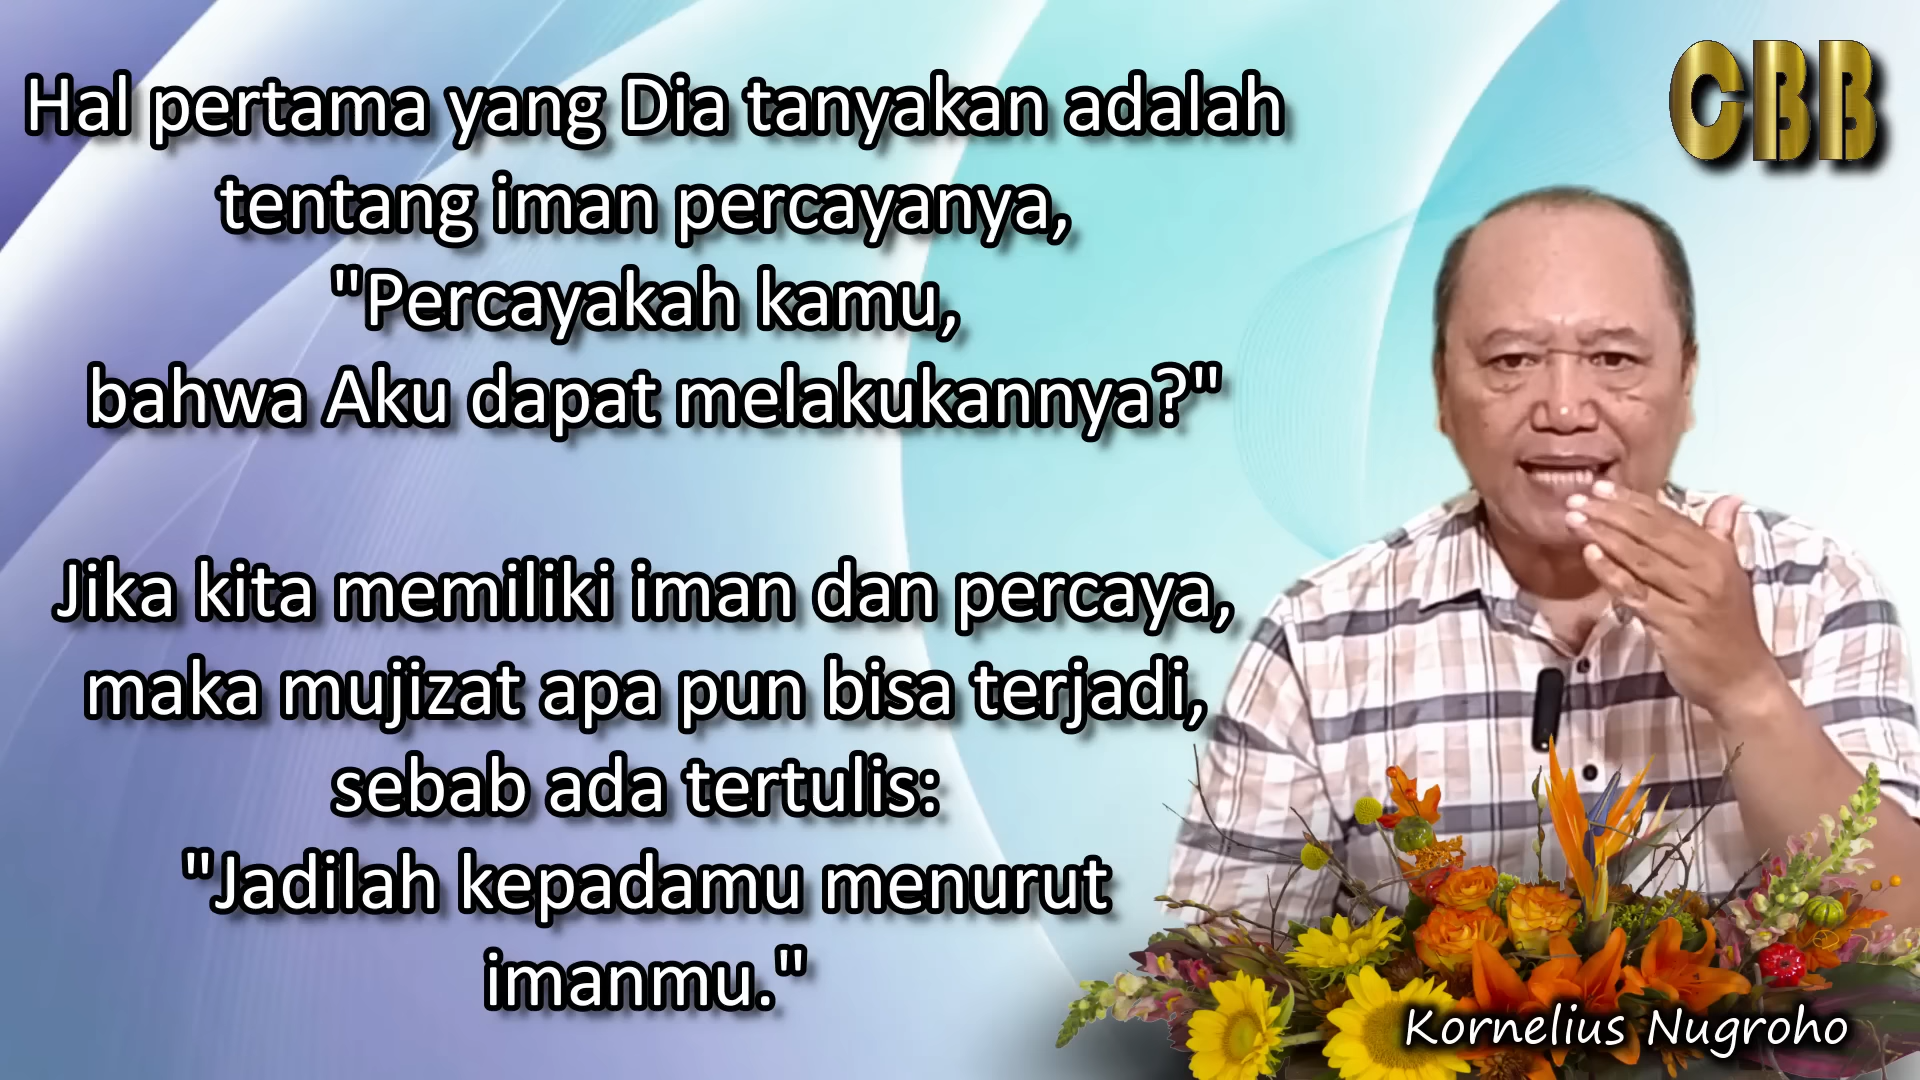 CBB
Hal pertama yang Dia tanyakan adalah
tentang iman percayanya,
"Percayakah kamu,
bahwa Aku dapat melakukannya?"
Jika kita memiliki iman dan percaya,
maka mujizat apa pun bisa terjadi,
sebab ada tertulis:
"Jadilah kepadamu menurut
imanmu."
Kornelius Nugroho